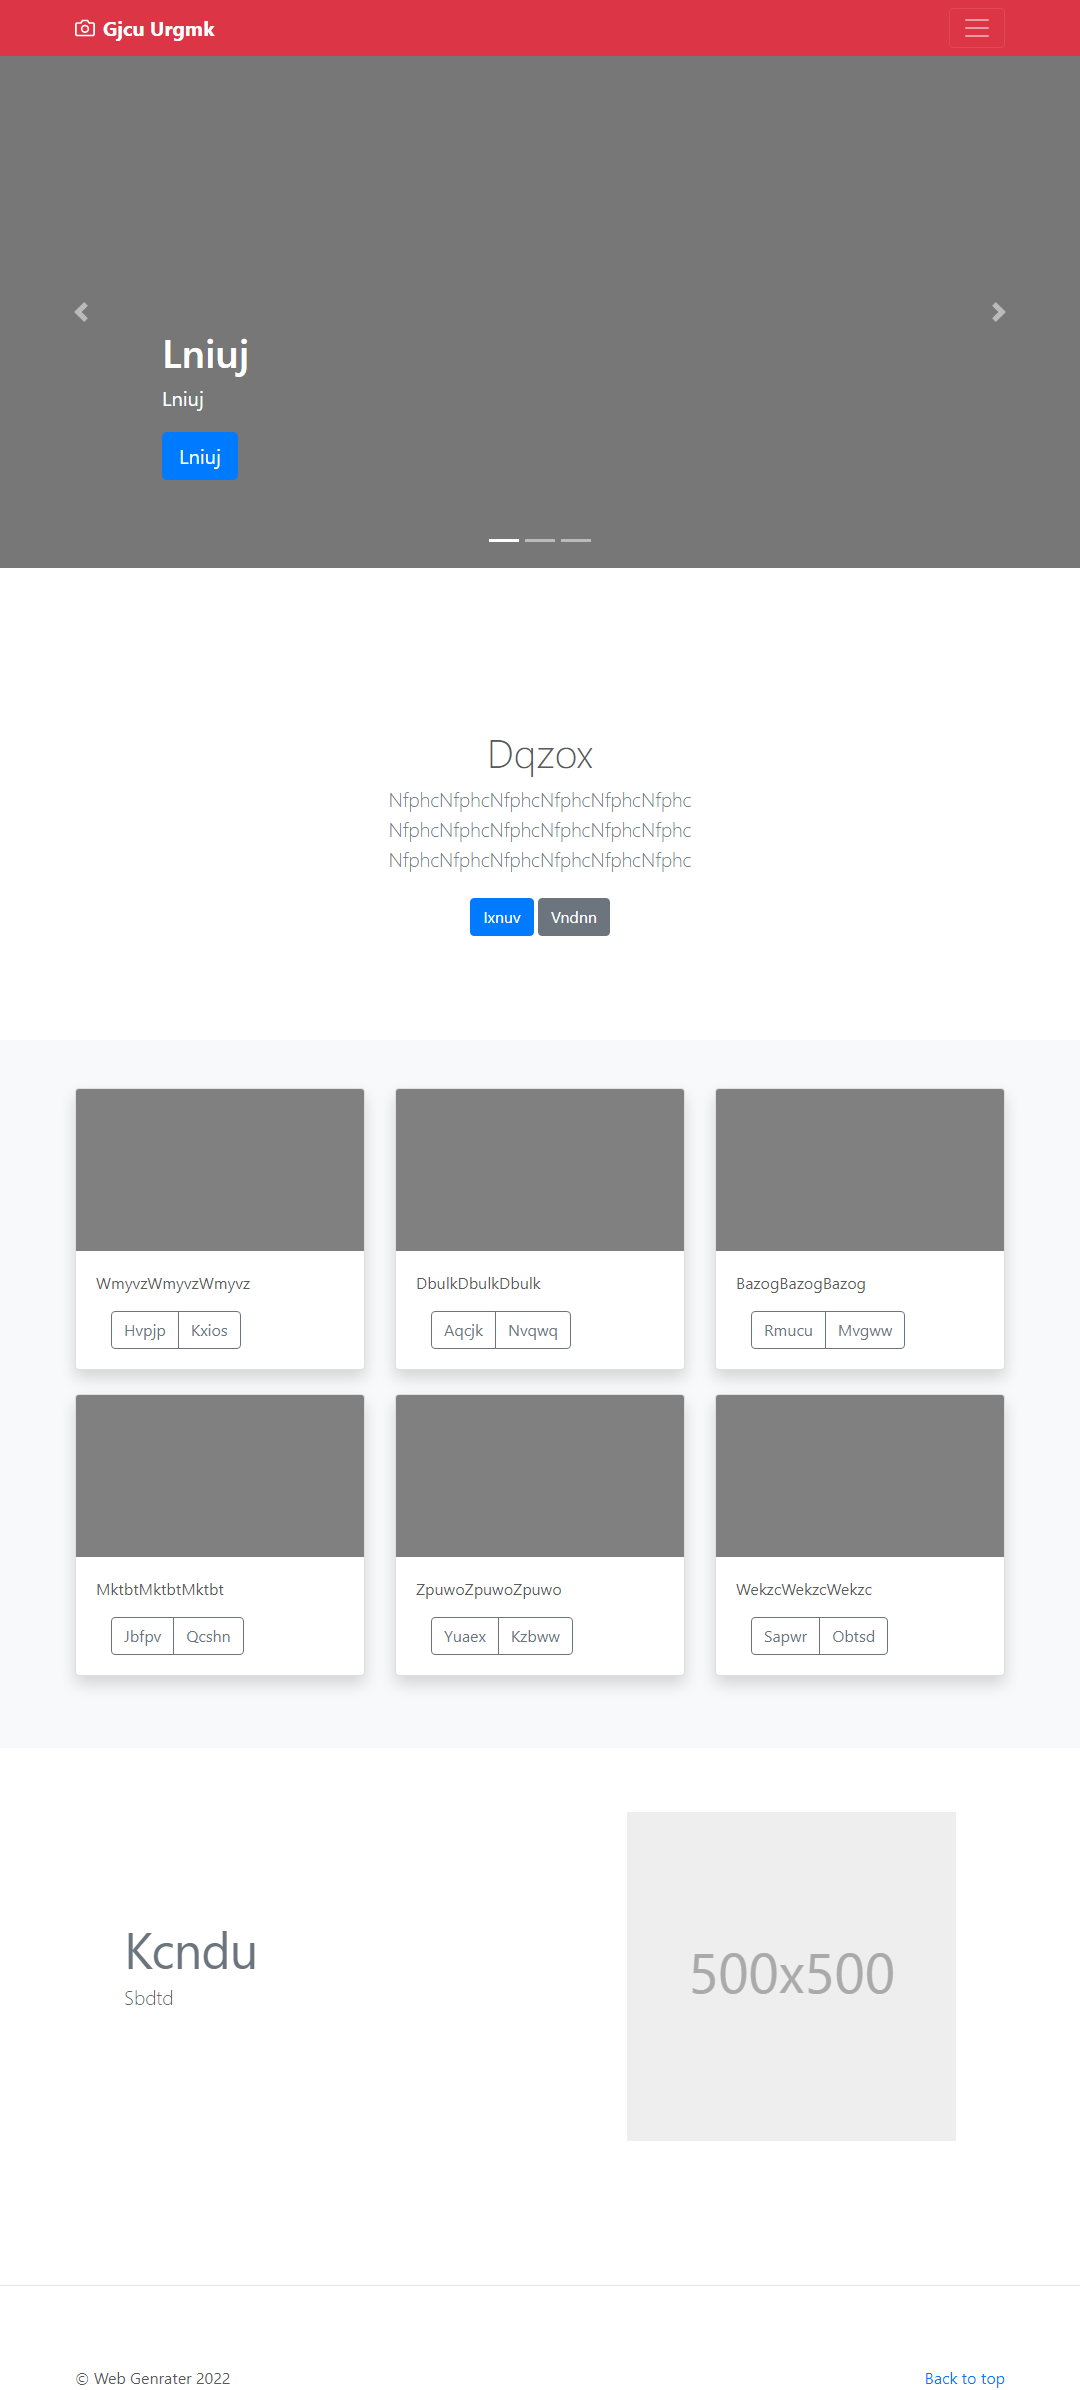 Gjcu Urgmk
Lniuj
Lniuj
Lniuj
Dqzox
NfphcNfphcNfphcNfphcNfphcNfphc
NfphcNfphcNfphcNfphcNfphcNfphc
NfphcNfphcNfphcNfphcNfphcNfphc
Ixnuv Vndnn
WmyvzWmyvzWmyvz
Hvpjp Kxios
DbulkDbulkDbulk
Aqcjk Nvqwq
BazogBazogBazog
Rmucu Mvgww
MktbtMktbtMktbt
Jbfpv Qcshn
ZpuwoZpuwoZpuwo
Yuaex Kzbww
WekzcWekzcWekzc
Sapwr Obtsd
Kcndu
Sbdtd
500x500
© Web Genrater 2022
Back to top